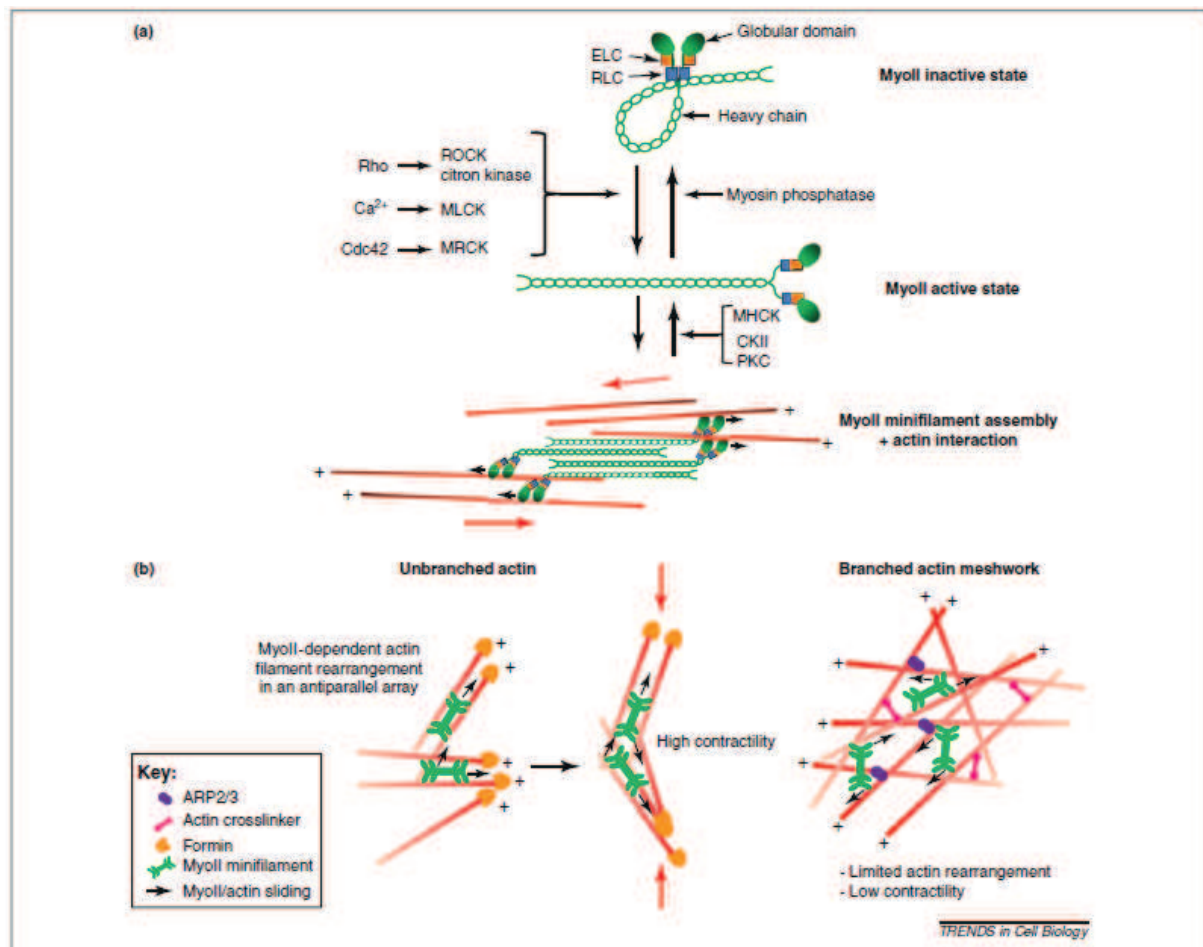 (a)
Globular domain
ELC
RLC
MyoII inactive state
Heavy chain
Rho
ROCK
citron kinase
Myosin phosphatase
Ca²⁺
MLCK
Cdc42
MRCK
MyoII active state
MHCK
CKII
PKC
+
MyoII minifilament assembly
+ actin interaction
+
+
+
(b)
Unbranched actin
Branched actin meshwork
+
+
MyoII-dependent actin
filament rearrangement
in an antiparallel array
+
+
+
+
+
High contractility
+
+
+
+
+
+
Key:
ARP2/3
Actin crosslinker
Formin
MyoII minifilament
MyoII/actin sliding
- Limited actin rearrangement
- Low contractility
TRENDS in Cell Biology